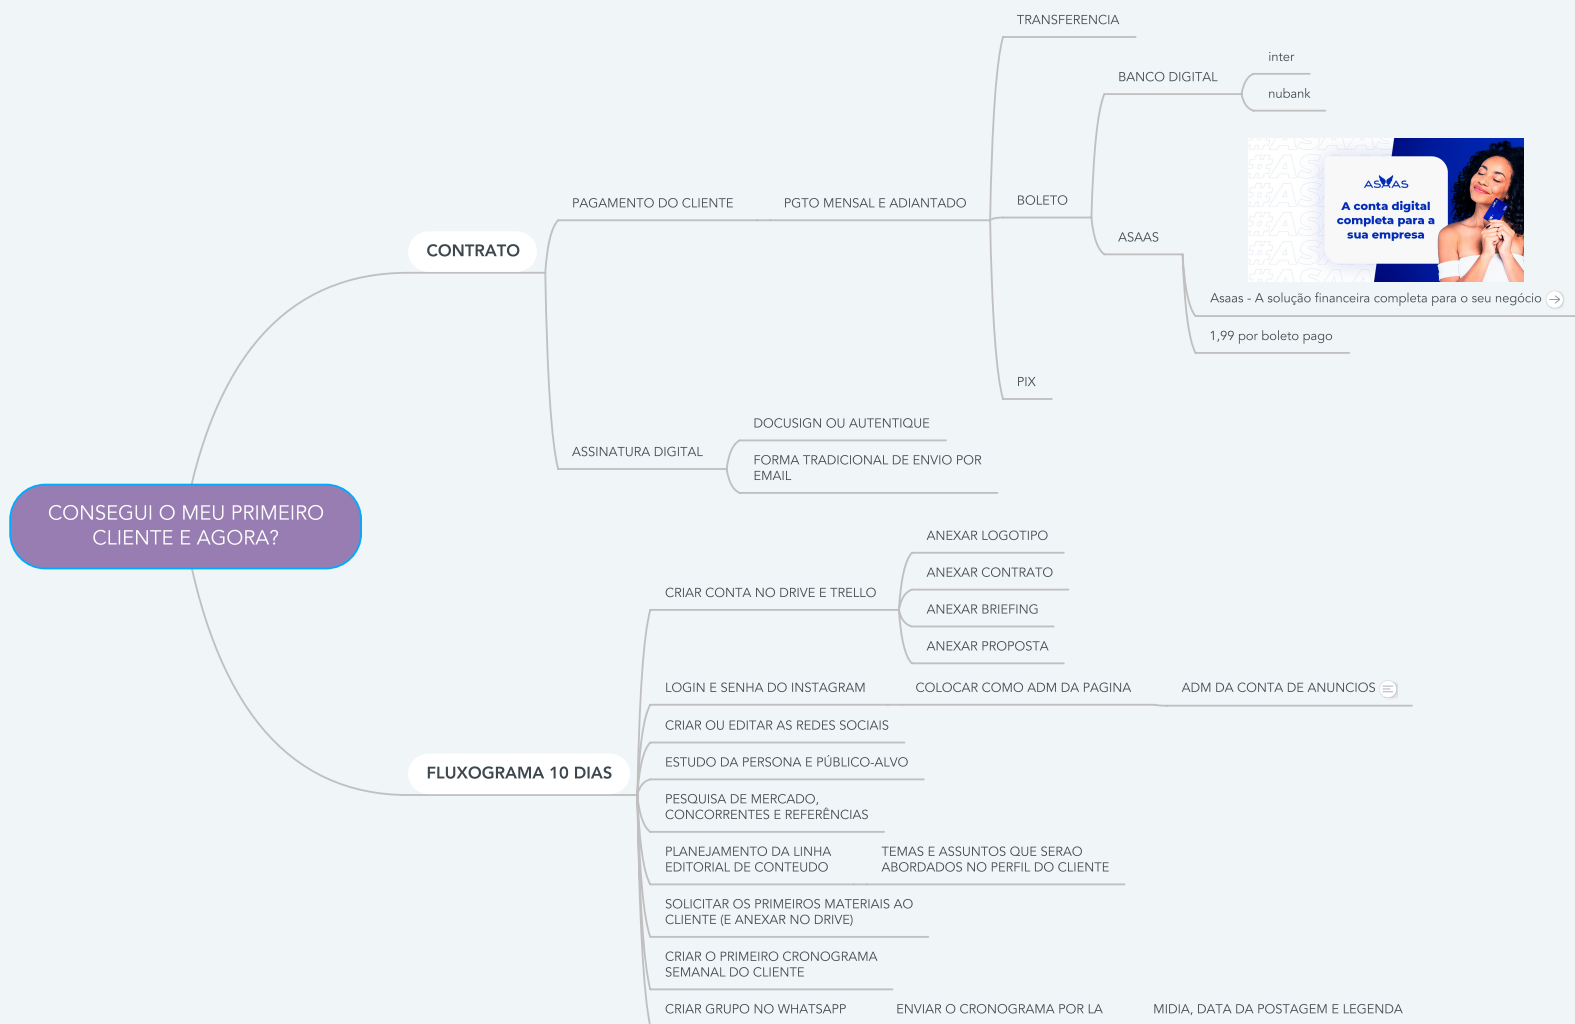 CONSEGUI O MEU PRIMEIRO
CLIENTE E AGORA?
CONTRATO
PAGAMENTO DO CLIENTE
PGTO MENSAL E ADIANTADO
TRANSFERENCIA
BOLETO
BANCO DIGITAL
inter
nubank
ASAAS
#ASAAS
#ASAAS
#ASAAS
#ASAAS
#ASAAS
#ASAAS
ASAAS
A conta digital
completa para a
sua empresa
Asaas - A solução financeira completa para o seu negócio
1,99 por boleto pago
PIX
ASSINATURA DIGITAL
DOCUSIGN OU AUTENTIQUE
FORMA TRADICIONAL DE ENVIO POR
EMAIL
FLUXOGRAMA 10 DIAS
CRIAR CONTA NO DRIVE E TRELLO
ANEXAR LOGOTIPO
ANEXAR CONTRATO
ANEXAR BRIEFING
ANEXAR PROPOSTA
LOGIN E SENHA DO INSTAGRAM
COLOCAR COMO ADM DA PAGINA
ADM DA CONTA DE ANUNCIOS
CRIAR OU EDITAR AS REDES SOCIAIS
ESTUDO DA PERSONA E PÚBLICO-ALVO
PESQUISA DE MERCADO,
CONCORRENTES E REFERÊNCIAS
PLANEJAMENTO DA LINHA
EDITORIAL DE CONTEUDO
TEMAS E ASSUNTOS QUE SERAO
ABORDADOS NO PERFIL DO CLIENTE
SOLICITAR OS PRIMEIROS MATERIAIS AO
CLIENTE (E ANEXAR NO DRIVE)
CRIAR O PRIMEIRO CRONOGRAMA
SEMANAL DO CLIENTE
CRIAR GRUPO NO WHATSAPP
ENVIAR O CRONOGRAMA POR LA
MIDIA, DATA DA POSTAGEM E LEGENDA